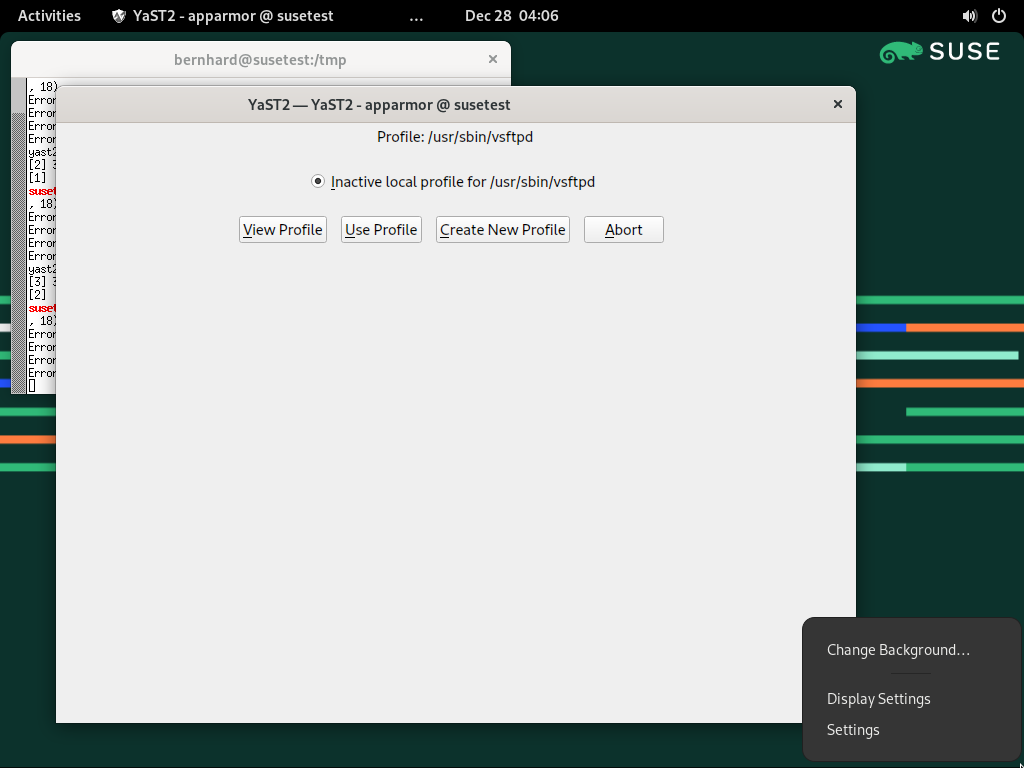 Activities
YaST2 - apparmor @ susetest
...
Dec 28 04:06
SUSE
bernhard@susetest:/tmp
, 18)
Error
Error
Error
Error
yast2
[2] 3
[1]
suset
, 18)
Error
Error
Error
Error
yast2
[3] 3
[2]
suset
, 18)
Error
Error
Error
Error
YaST2 — YaST2 - apparmor @ susetest
Profile: /usr/sbin/vsftpd
Inactive local profile for /usr/sbin/vsftpd
View Profile
Use Profile
Create New Profile
Abort
Change Background...
Display Settings
Settings